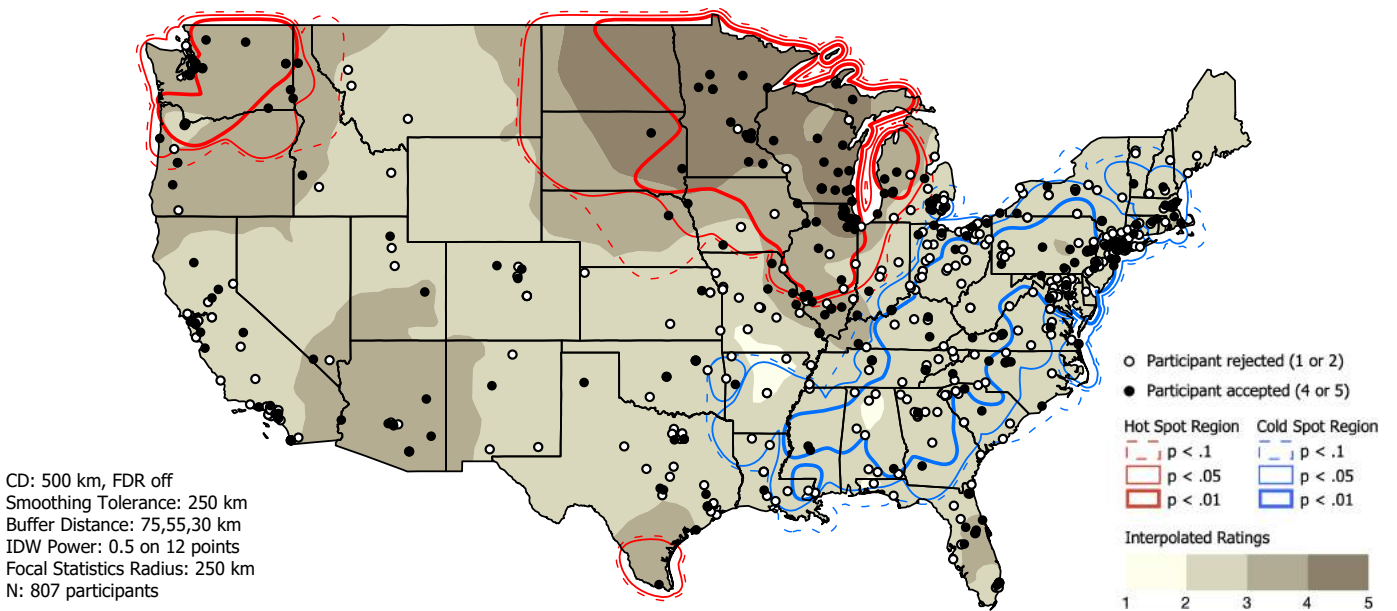 Participant rejected (1 or 2)
Participant accepted (4 or 5)
Hot Spot Region Cold Spot Region
p < .1 p < .1
p < .05 p < .05
p < .01 p < .01
Interpolated Ratings
1 2 3 4 5
CD: 500 km, FDR off
Smoothing Tolerance: 250 km
Buffer Distance: 75,55,30 km
IDW Power: 0.5 on 12 points
Focal Statistics Radius: 250 km
N: 807 participants